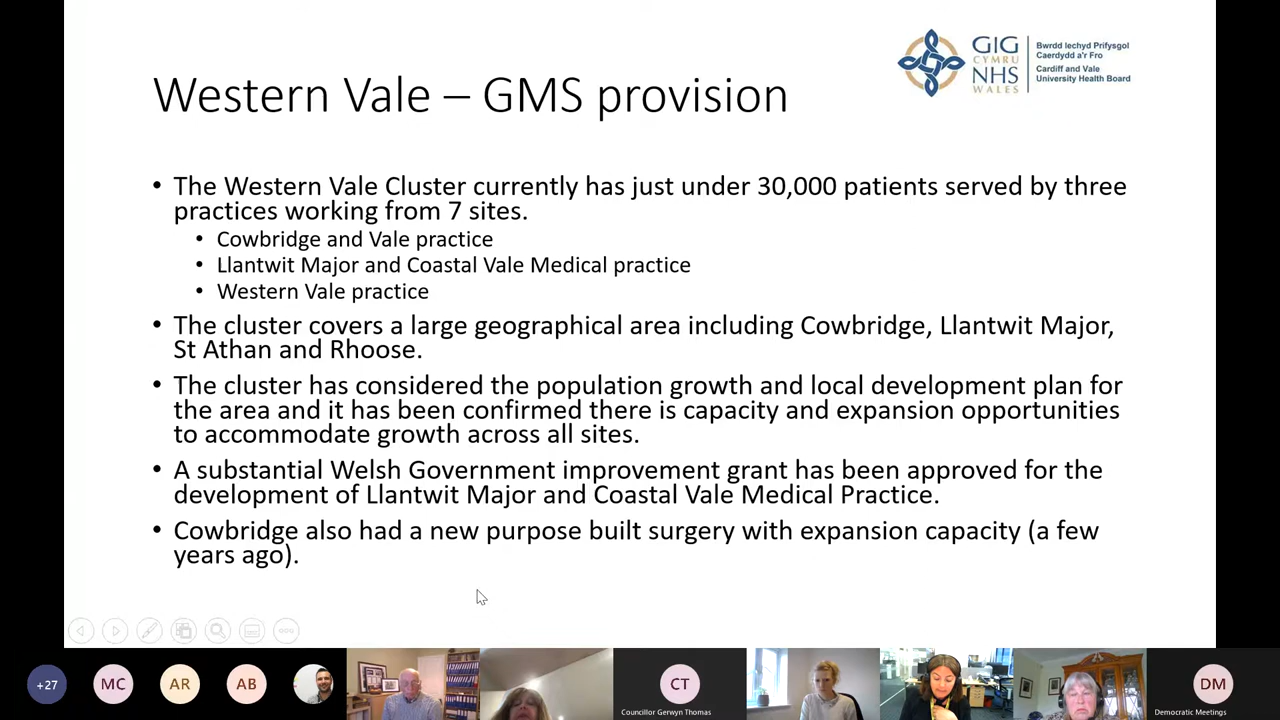 GIG
CYMRU
NHS
WALES
Bwrdd Iechyd Prifysgol
Caerdydd a'r Fro
Cardiff and Vale
University Health Board
Western Vale – GMS provision
• The Western Vale Cluster currently has just under 30,000 patients served by three
practices working from 7 sites.
• Cowbridge and Vale practice
• Llantwit Major and Coastal Vale Medical practice
• Western Vale practice
• The cluster covers a large geographical area including Cowbridge, Llantwit Major,
St Athan and Rhoose.
• The cluster has considered the population growth and local development plan for
the area and it has been confirmed there is capacity and expansion opportunities
to accommodate growth across all sites.
• A substantial Welsh Government improvement grant has been approved for the
development of Llantwit Major and Coastal Vale Medical Practice.
• Cowbridge also had a new purpose built surgery with expansion capacity (a few
years ago).
+27
MC
AR
AB
CT
Councillor Gerwyn Thomas
DM
Democratic Meetings